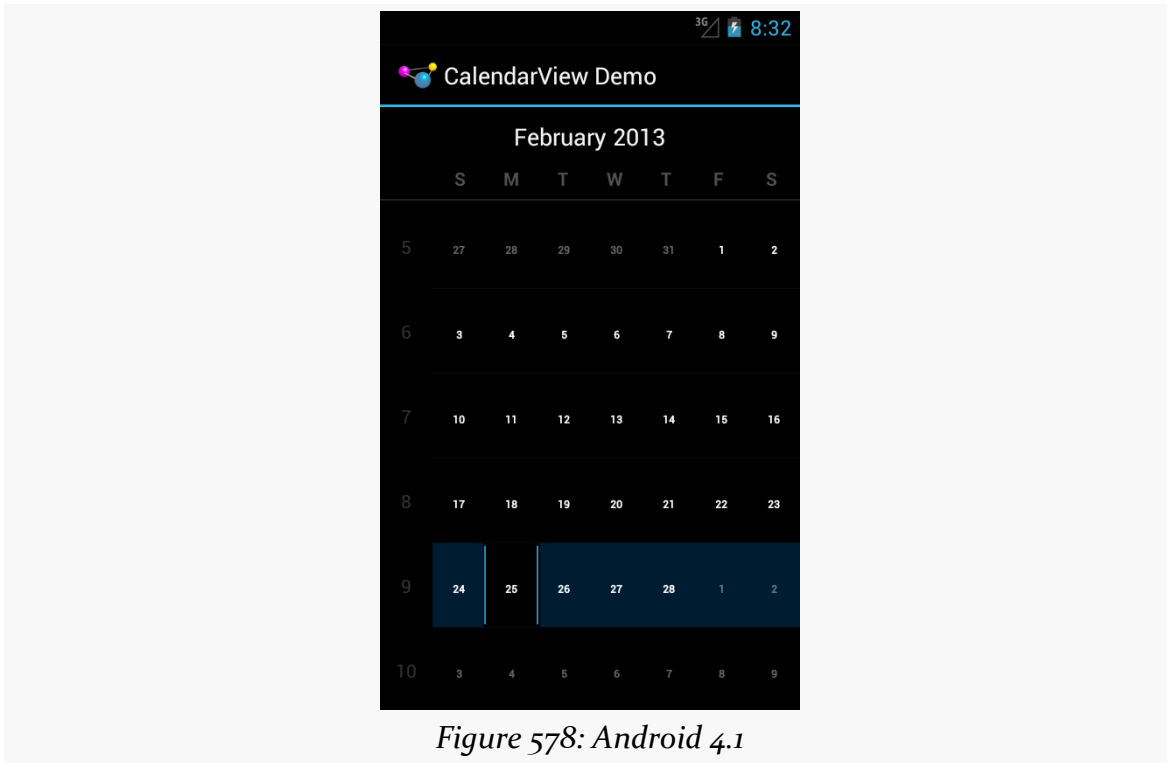 3G 8:32
CalendarView Demo
February 2013
S M T W T F S
5 27 28 29 30 31 1 2
6 3 4 5 6 7 8 9
7 10 11 12 13 14 15 16
8 17 18 19 20 21 22 23
9 24 25 26 27 28 1 2
10 3 4 5 6 7 8 9
Figure 578: Android 4.1